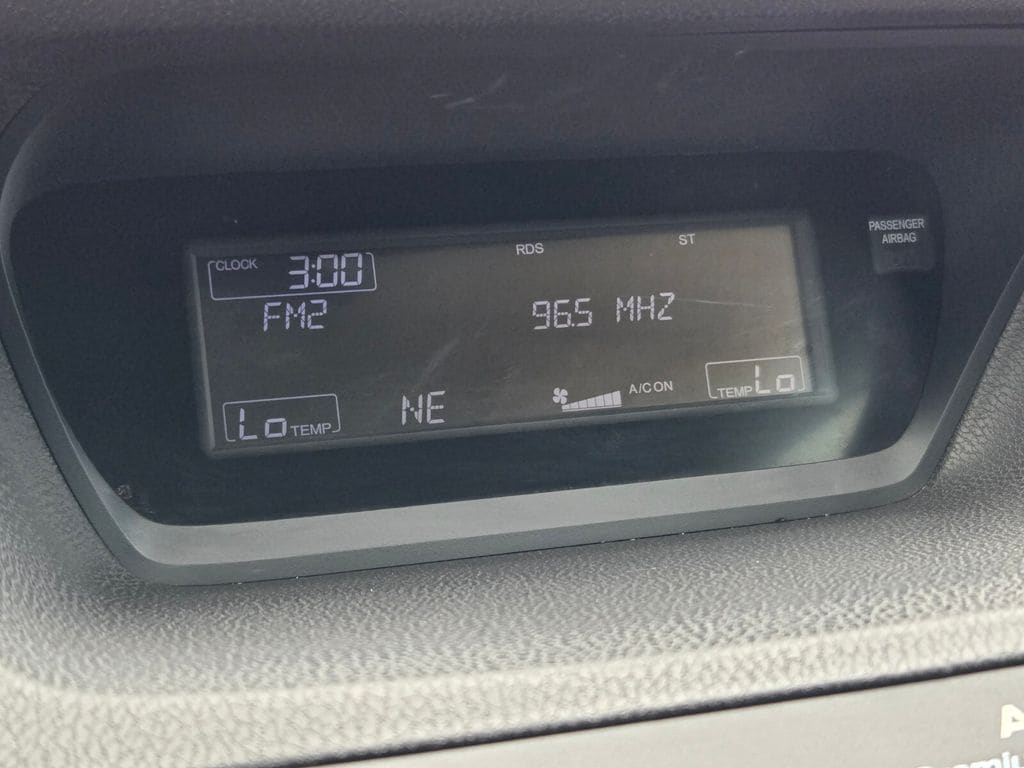 RDS ST
CLOCK 3:00
PASSENGER
AIRBAG
FM2 96.5 MHZ
Lo TEMP NE A/C ON TEMP Lo